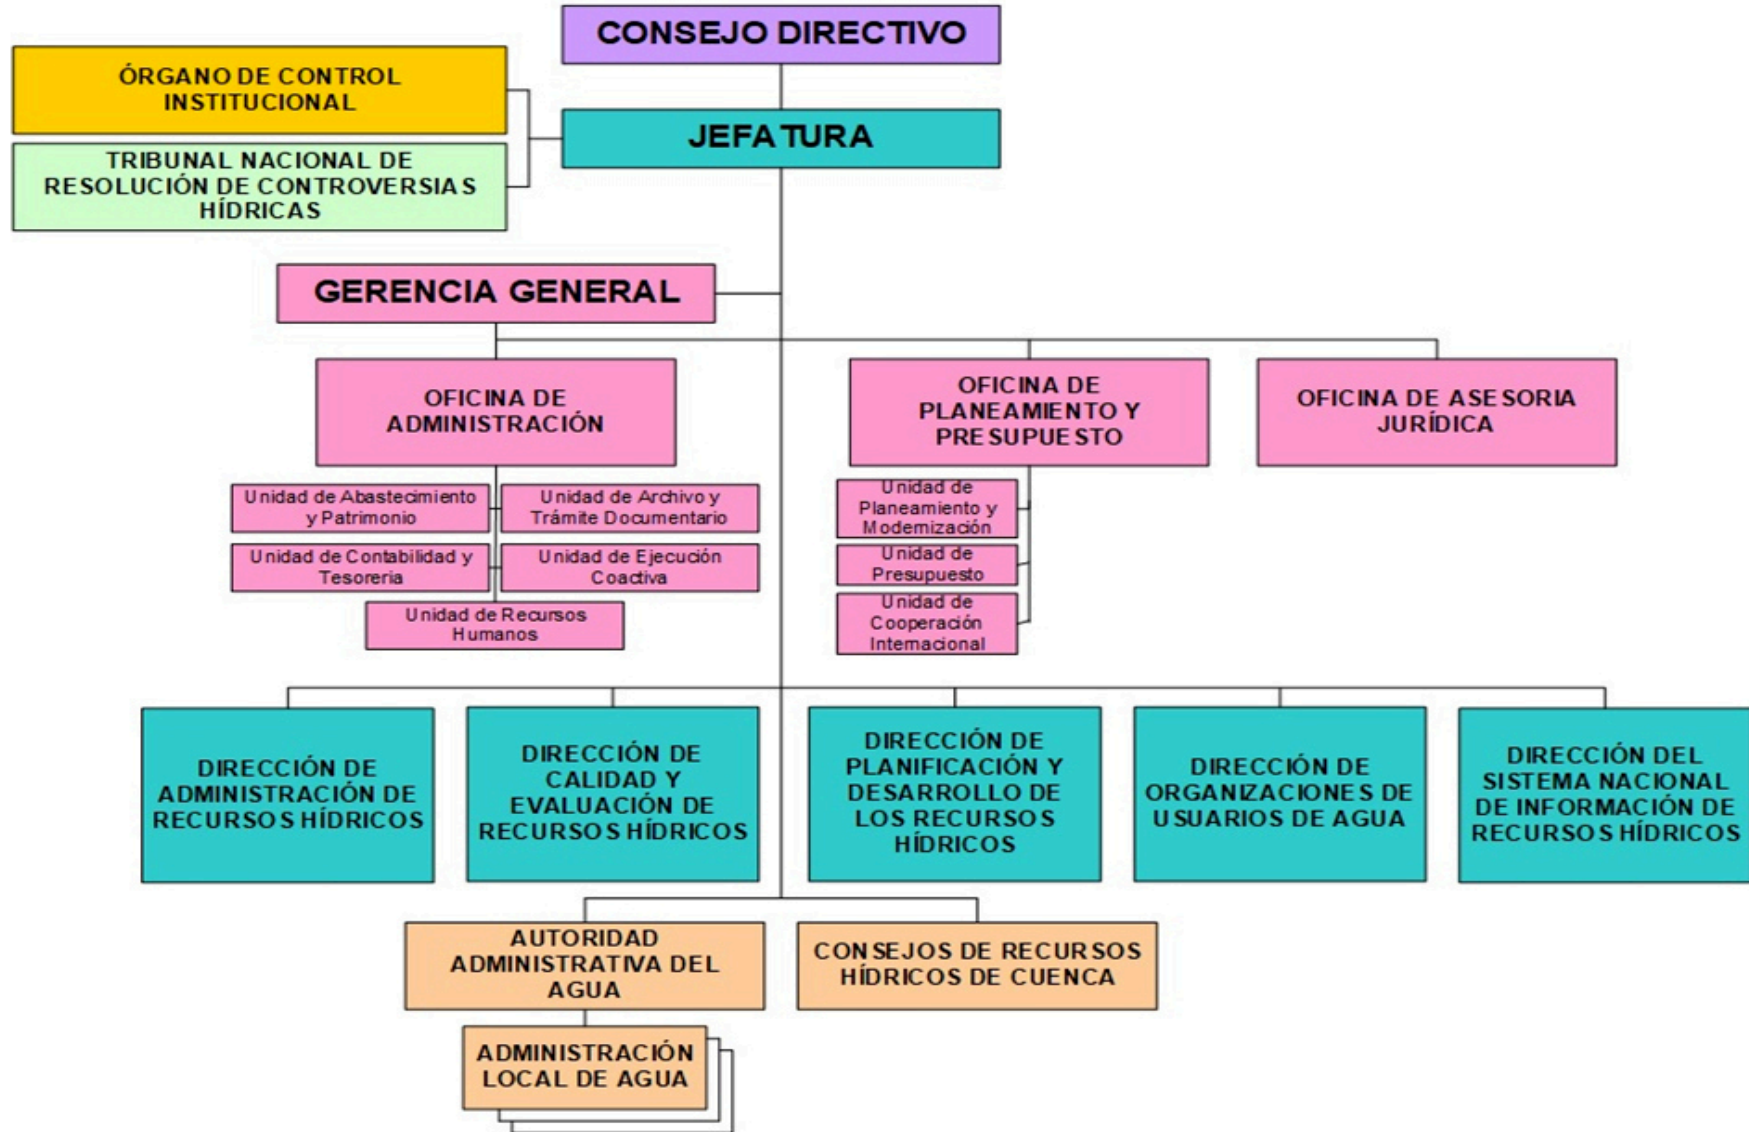 CONSEJO DIRECTIVO
ÓRGANO DE CONTROL
INSTITUCIONAL
JEFATURA
TRIBUNAL NACIONAL DE
RESOLUCIÓN DE CONTROVERSIAS
HÍDRICAS
GERENCIA GENERAL
OFICINA DE
ADMINISTRACIÓN
OFICINA DE
PLANEAMIENTO Y
PRESUPUESTO
OFICINA DE ASESORIA
JURÍDICA
Unidad de Abastecimiento
y Patrimonio
Unidad de Archivo y
Trámite Documentario
Unidad de Contabilidad y
Tesoreria
Unidad de Ejecución
Coactiva
Unidad de Recursos
Humanos
Unidad de
Planeamiento y
Modernización
Unidad de
Presupuesto
Unidad de
Cooperación
Internacional
DIRECCIÓN DE
ADMINISTRACIÓN DE
RECURSOS HÍDRICOS
DIRECCIÓN DE
CALIDAD Y
EVALUACIÓN DE
RECURSOS HÍDRICOS
DIRECCIÓN DE
PLANIFICACIÓN Y
DESARROLLO DE
LOS RECURSOS
HÍDRICOS
DIRECCIÓN DE
ORGANIZACIONES DE
USUARIOS DE AGUA
DIRECCIÓN DEL
SISTEMA NACIONAL
DE INFORMACIÓN DE
RECURSOS HÍDRICOS
AUTORIDAD
ADMINISTRATIVA DEL
AGUA
CONSEJOS DE RECURSOS
HÍDRICOS DE CUENCA
ADMINISTRACIÓN
LOCAL DE AGUA